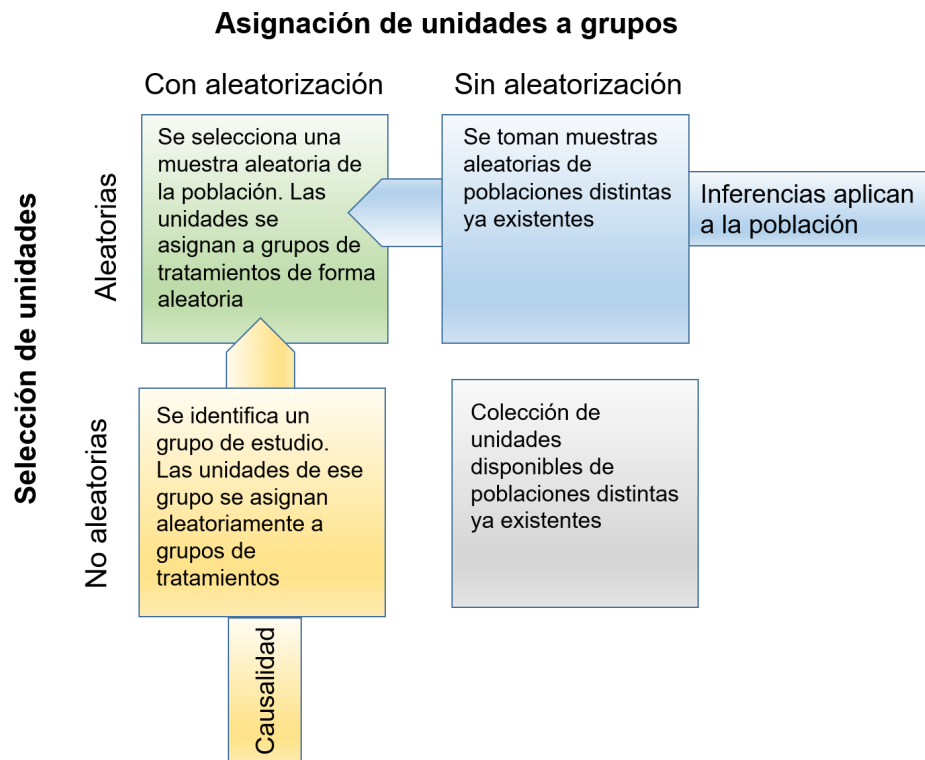 Asignación de unidades a grupos
Con aleatorización
Sin aleatorización
Selección de unidades
Aleatorias
Se selecciona una
muestra aleatoria de
la población. Las
unidades se
asignan a grupos de
tratamientos de forma
aleatoria
Se toman muestras
aleatorias de
poblaciones distintas
ya existentes
Inferencias aplican
a la población
No aleatorias
Se identifica un
grupo de estudio.
Las unidades de ese
grupo se asignan
aleatoriamente a
grupos de
tratamientos
Colección de
unidades
disponibles de
poblaciones distintas
ya existentes
Causalidad